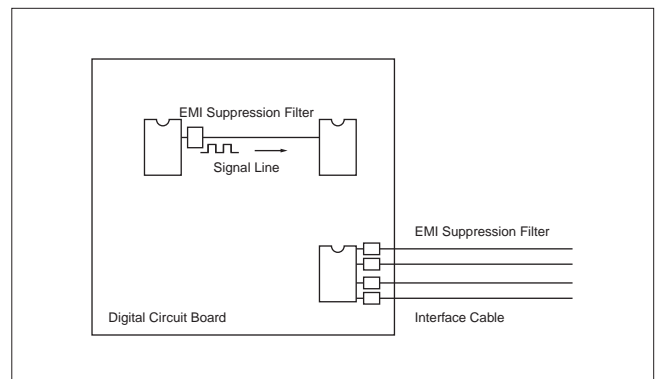 EMI Suppression Filter
Signal Line
EMI Suppression Filter
Digital Circuit Board
Interface Cable